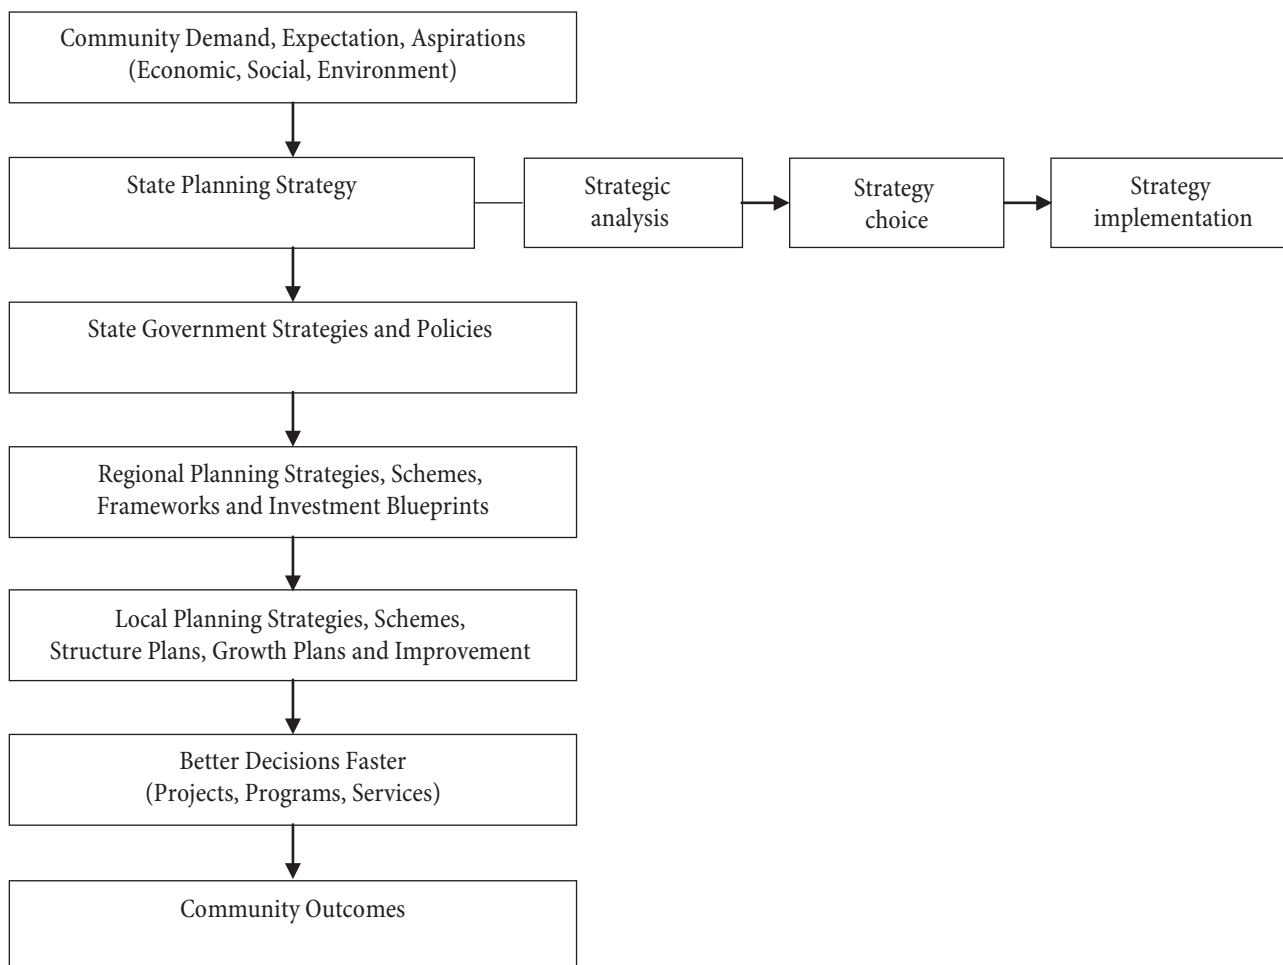 Community Demand, Expectation, Aspirations
(Economic, Social, Environment)
State Planning Strategy
Strategic
analysis
Strategy
choice
Strategy
implementation
State Government Strategies and Policies
Regional Planning Strategies, Schemes,
Frameworks and Investment Blueprints
Local Planning Strategies, Schemes,
Structure Plans, Growth Plans and Improvement
Better Decisions Faster
(Projects, Programs, Services)
Community Outcomes